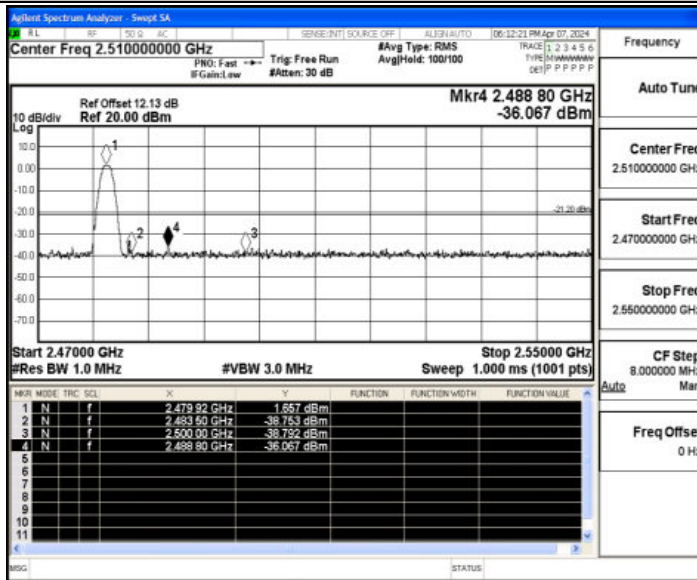 Agilent Spectrum Analyzer - Swept SA
RL RF 50 Ω AC SENSE:INT SOURCE OFF ALIGNAUTO 06:12:21 PM Apr 07, 2024
Center Freq 2.510000000 GHz
PNO: Fast
IFGain:Low
Trig: Free Run
#Atten: 30 dB
#Avg Type: RMS
Avg|Hold: 100/100
TRACE 1 2 3 4 5 6
TYPE M W W W W W
DET P P P P P P
Ref Offset 12.13 dB
10 dB/div Ref 20.00 dBm
Log
Mkr4 2.488 80 GHz
-36.067 dBm
10.0
0.00
-10.0
-20.0
-30.0
-40.0
-50.0
-60.0
-70.0
1
2
4
3
-21.20 dBm
Start 2.47000 GHz Stop 2.55000 GHz
#Res BW 1.0 MHz #VBW 3.0 MHz Sweep 1.000 ms (1001 pts)
MKR MODE TRC SCL X Y FUNCTION FUNCTION WIDTH FUNCTION VALUE
1 N f 2.479 92 GHz 1.657 dBm
2 N f 2.483 50 GHz -38.753 dBm
3 N f 2.500 00 GHz -38.792 dBm
4 N f 2.488 80 GHz -36.067 dBm
5
6
7
8
9
10
11
MSG STATUS
Frequency
Auto Tune
Center Freq
2.510000000 GHz
Start Freq
2.470000000 GHz
Stop Freq
2.550000000 GHz
CF Step
8.000000 MHz
Auto Man
Freq Offset
0 Hz